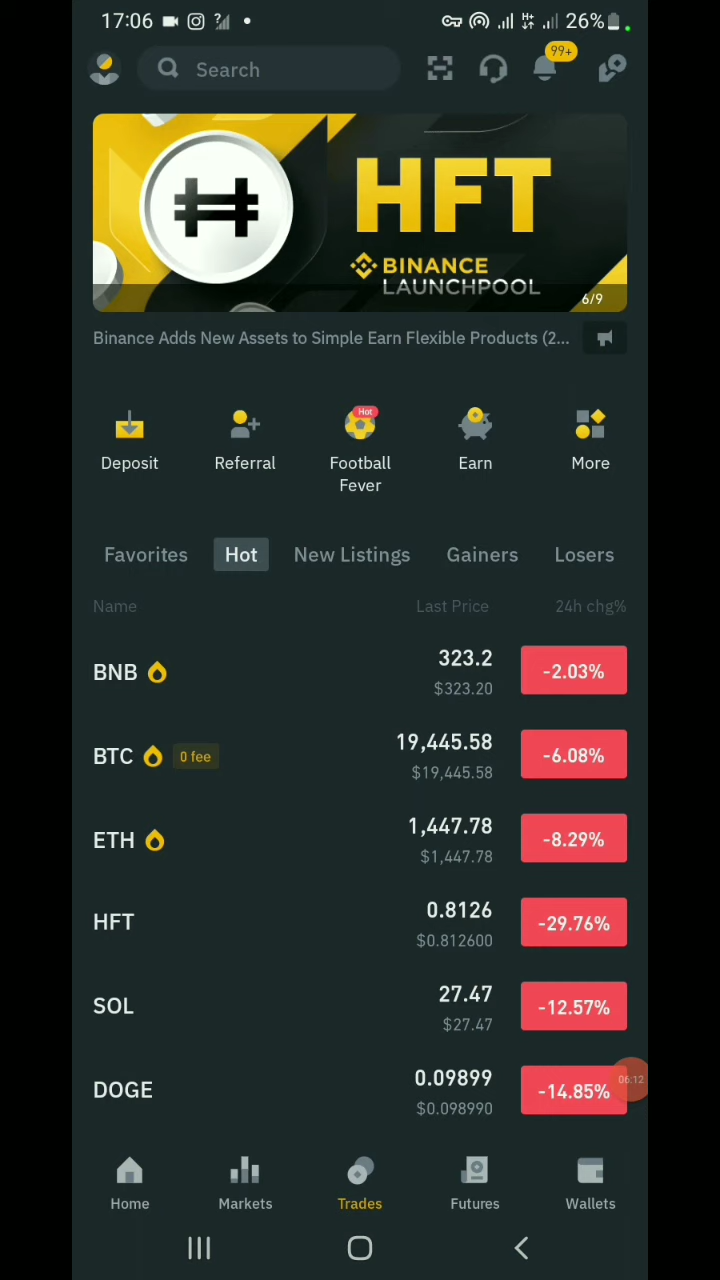 17:06
26%
Search
99+
HFT
BINANCE
LAUNCHPOOL
6/9
Binance Adds New Assets to Simple Earn Flexible Products (2...
Deposit
Referral
Hot
Football
Fever
Earn
More
Favorites Hot New Listings Gainers Losers
Name Last Price 24h chg%
BNB 323.2 -2.03%
$323.20
BTC 0 fee 19,445.58 -6.08%
$19,445.58
ETH 1,447.78 -8.29%
$1,447.78
HFT 0.8126 -29.76%
$0.812600
SOL 27.47 -12.57%
$27.47
DOGE 0.09899 -14.85%
$0.098990
06:12
Home Markets Trades Futures Wallets